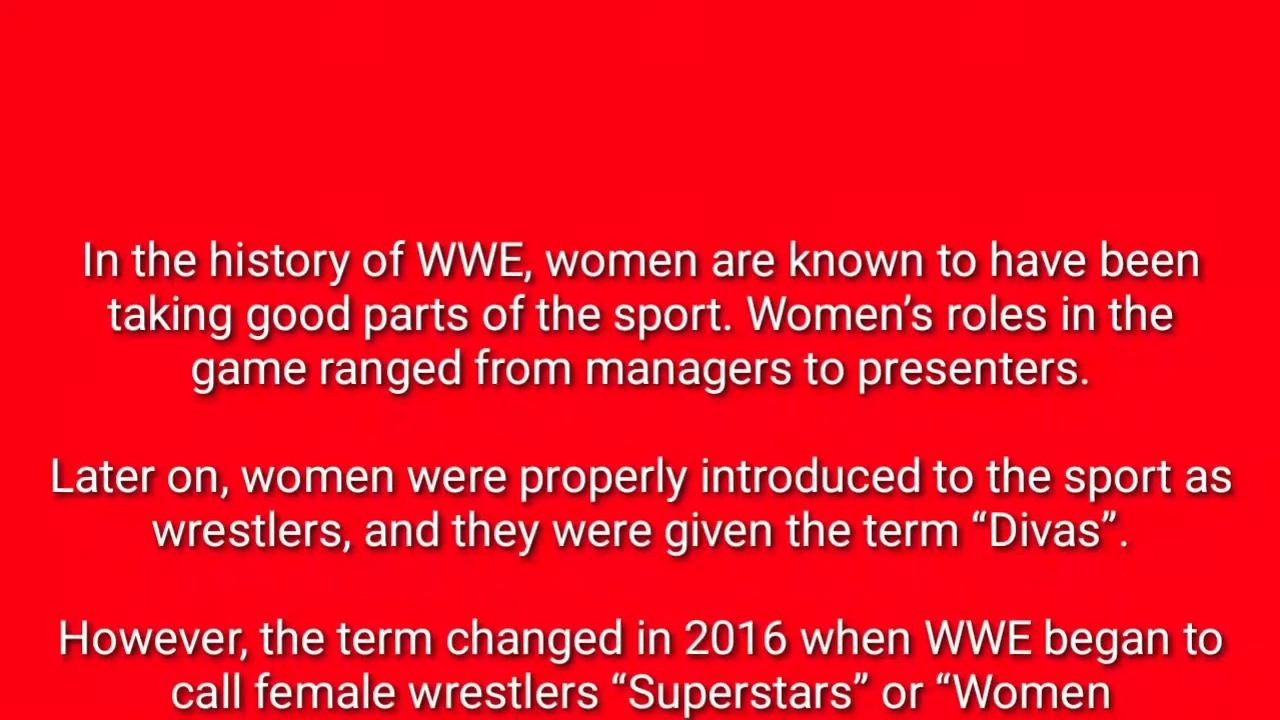 In the history of WWE, women are known to have been
taking good parts of the sport. Women’s roles in the
game ranged from managers to presenters.
Later on, women were properly introduced to the sport as
wrestlers, and they were given the term “Divas”.
However, the term changed in 2016 when WWE began to
call female wrestlers “Superstars” or “Women